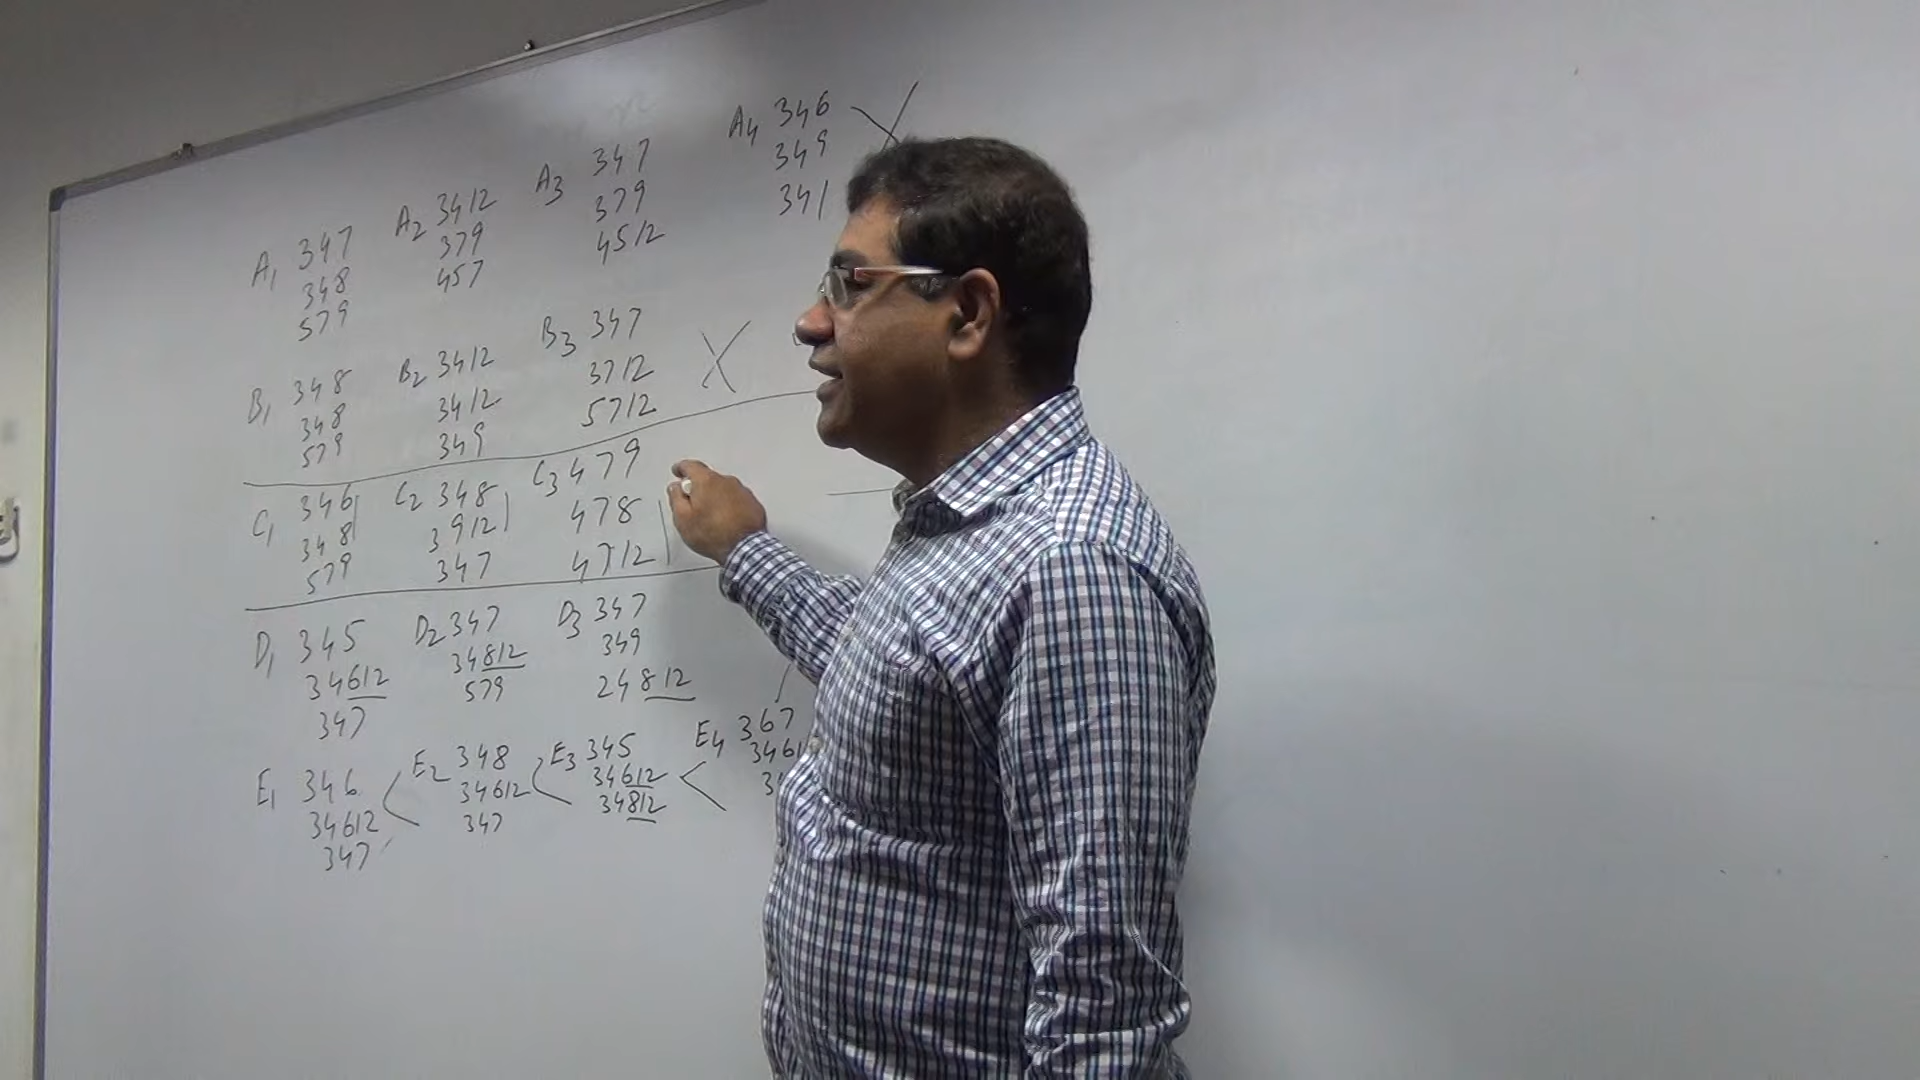 A1 347
348
579
A2 3412
379
457
A3 347
379
4512
A4 346
349
341
B1 348
348
579
B2 3412
3412
349
B3 347
3712
5712
X
C1 346
348
579
C2 348
3912
347
C3 479
478
4712
D1 345
34612
347
D2 347
34812
579
D3 347
349
24812
E1 346
34612
347
E2 348
34612
347
E3 345
34612
34812
E4 367
3461